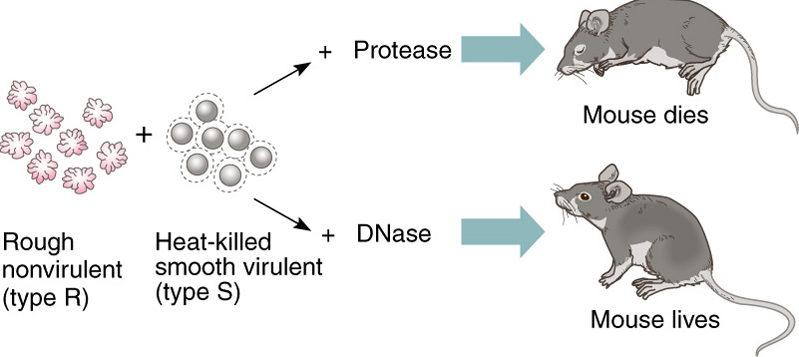 + Protease
Mouse dies
+
Rough
nonvirulent
(type R)
Heat-killed
smooth virulent
(type S)
+ DNase
Mouse lives